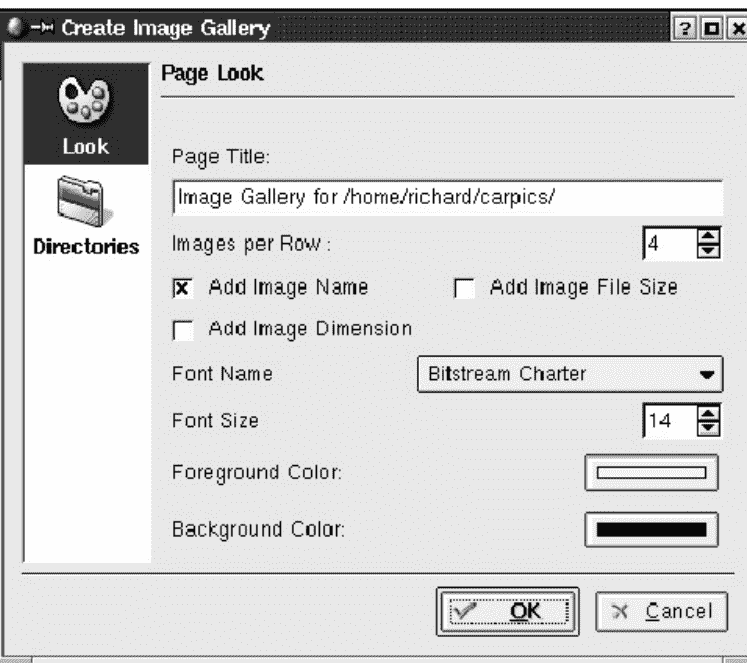 Create Image Gallery ?
Page Look
Look
Directories
Page Title:
Image Gallery for /home/richard/carpics/
Images per Row : 4
Add Image Name Add Image File Size
Add Image Dimension
Font Name Bitstream Charter
Font Size 14
Foreground Color:
Background Color:
OK Cancel